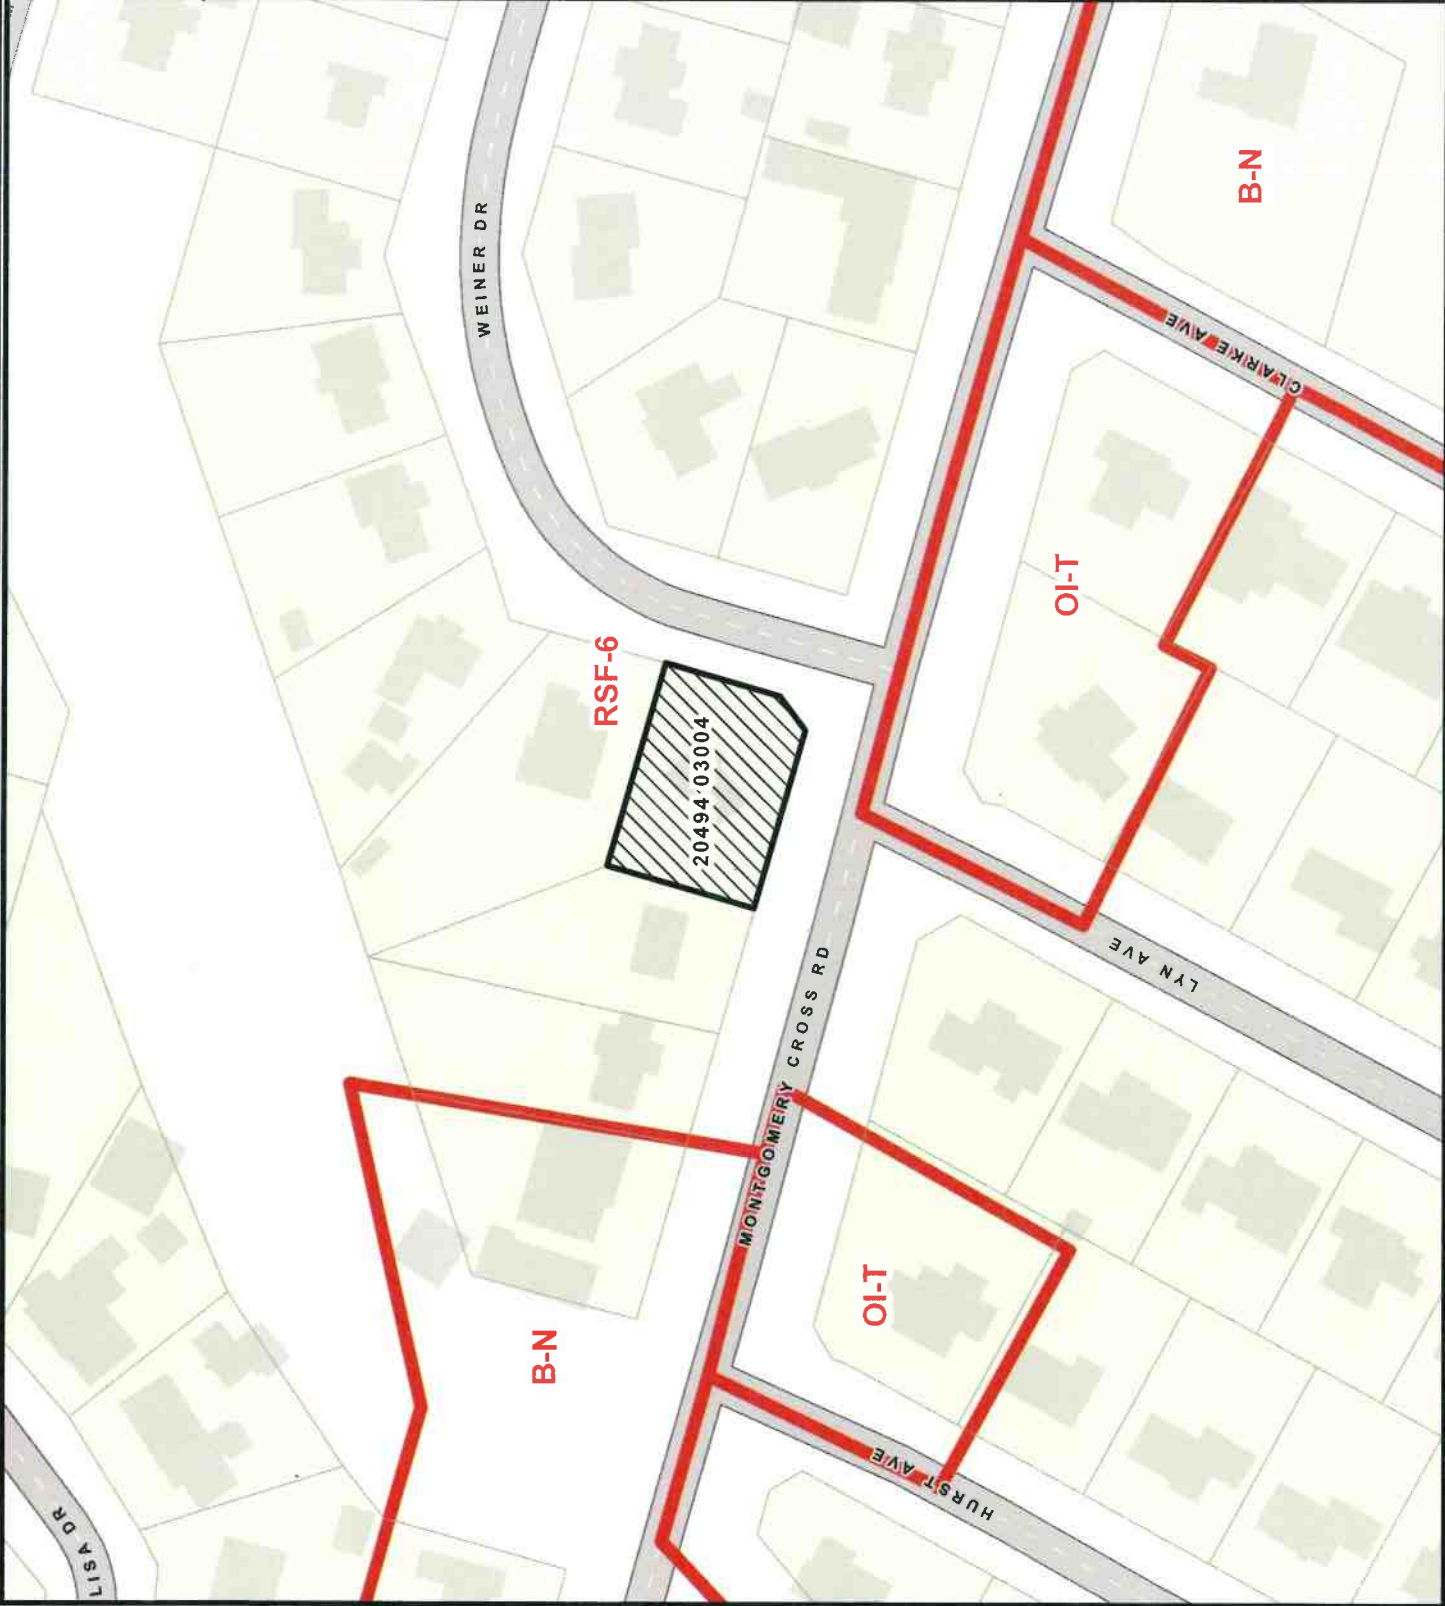 WEINER DR
B-N
CLARKE AVE
OI-T
RSF-6
20494 03004
LYN AVE
MONTGOMERY CROSS RD
OI-T
B-N
HURST AVE
LISA DR